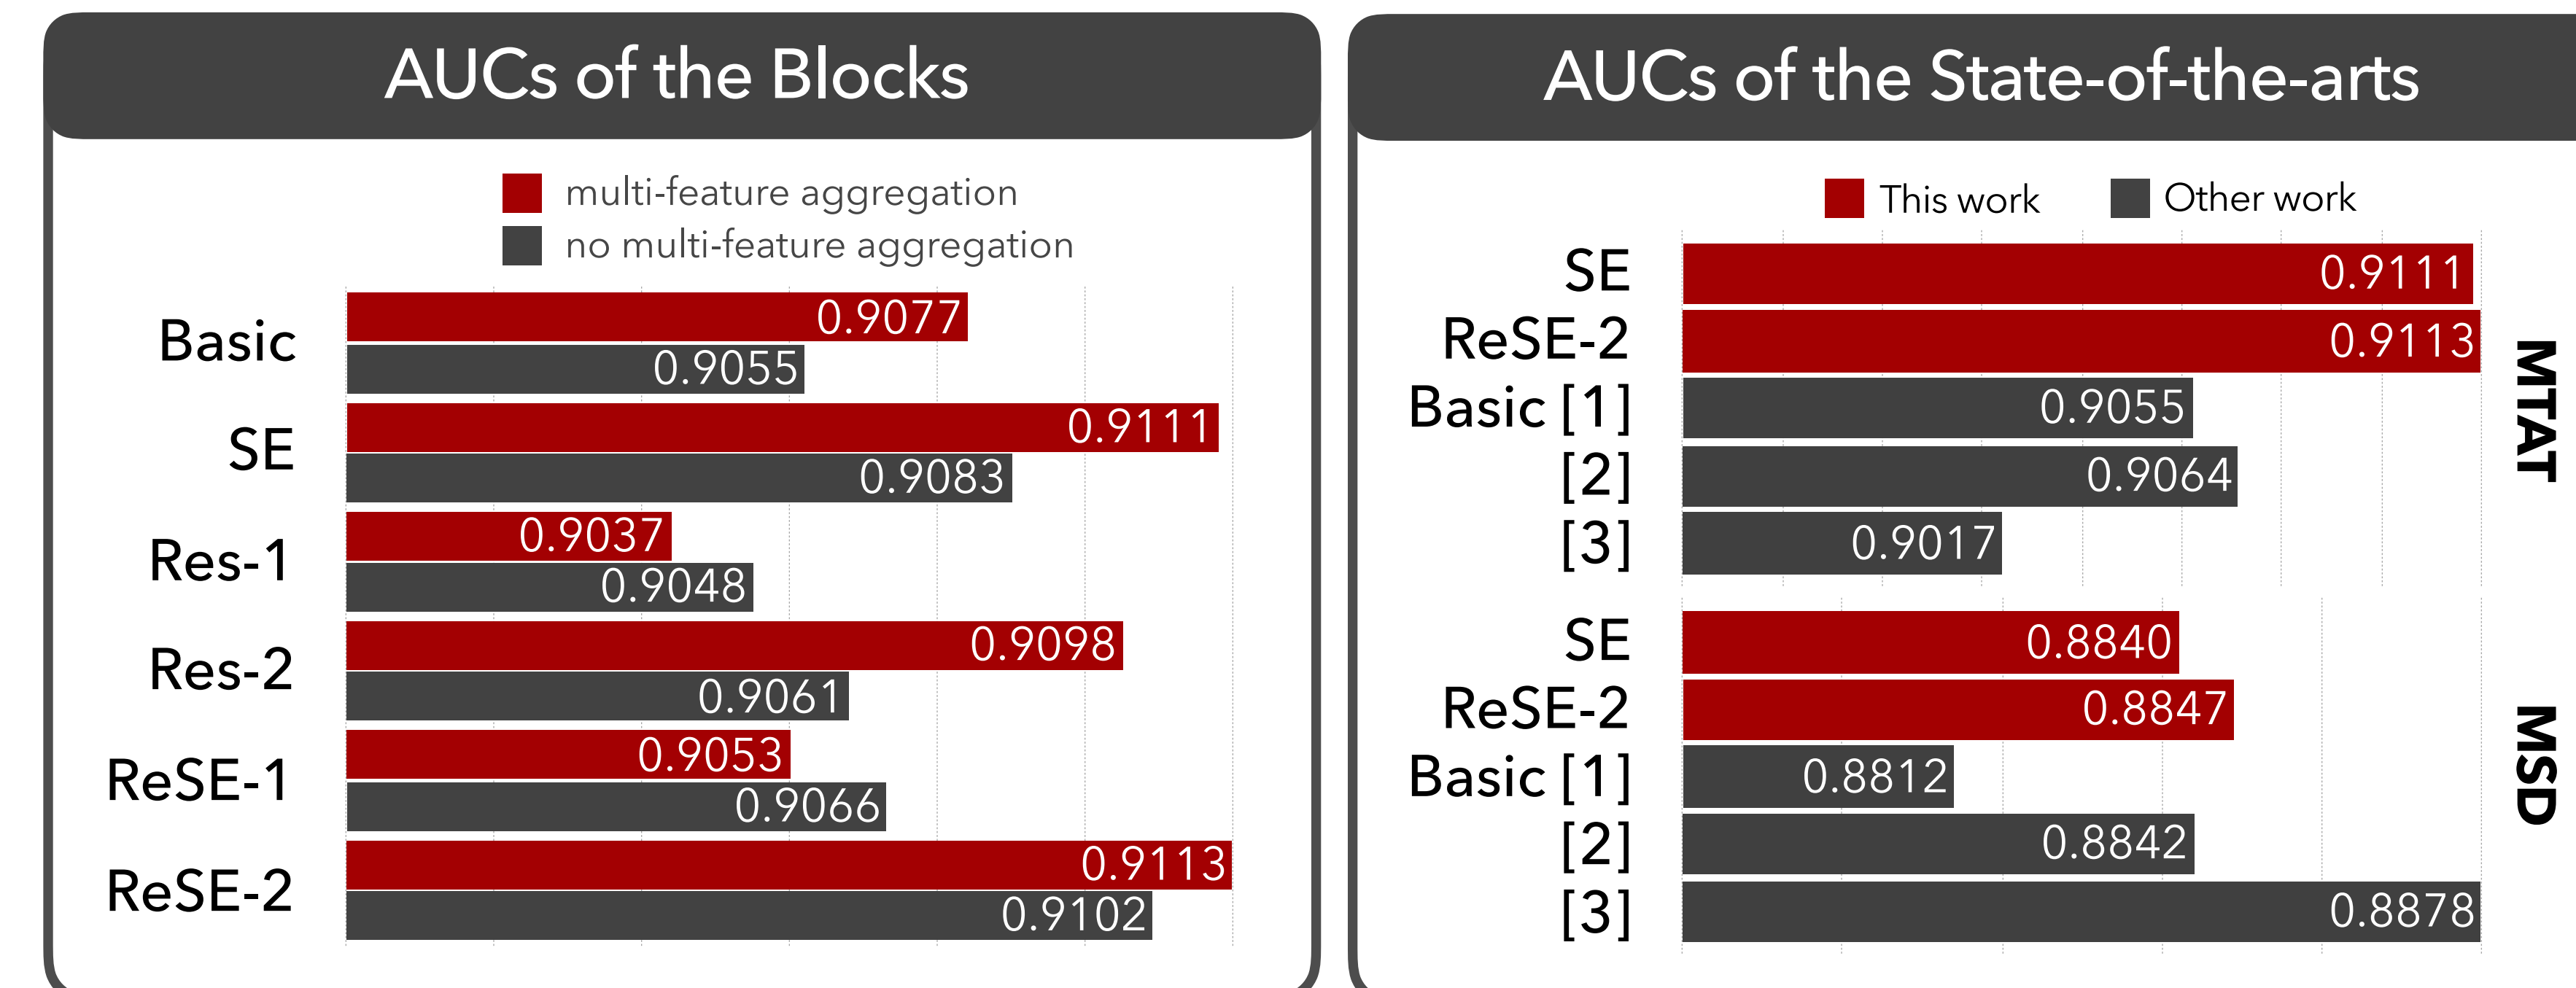 AUCs of the Blocks
multi-feature aggregation
no multi-feature aggregation
Basic
0.9077
0.9055
SE
0.9111
0.9083
Res-1
0.9037
0.9048
Res-2
0.9098
0.9061
ReSE-1
0.9053
0.9066
ReSE-2
0.9113
0.9102
AUCs of the State-of-the-arts
This work
Other work
MTAT
SE 0.9111
ReSE-2 0.9113
Basic [1] 0.9055
[2] 0.9064
[3] 0.9017
MSD
SE 0.8840
ReSE-2 0.8847
Basic [1] 0.8812
[2] 0.8842
[3] 0.8878